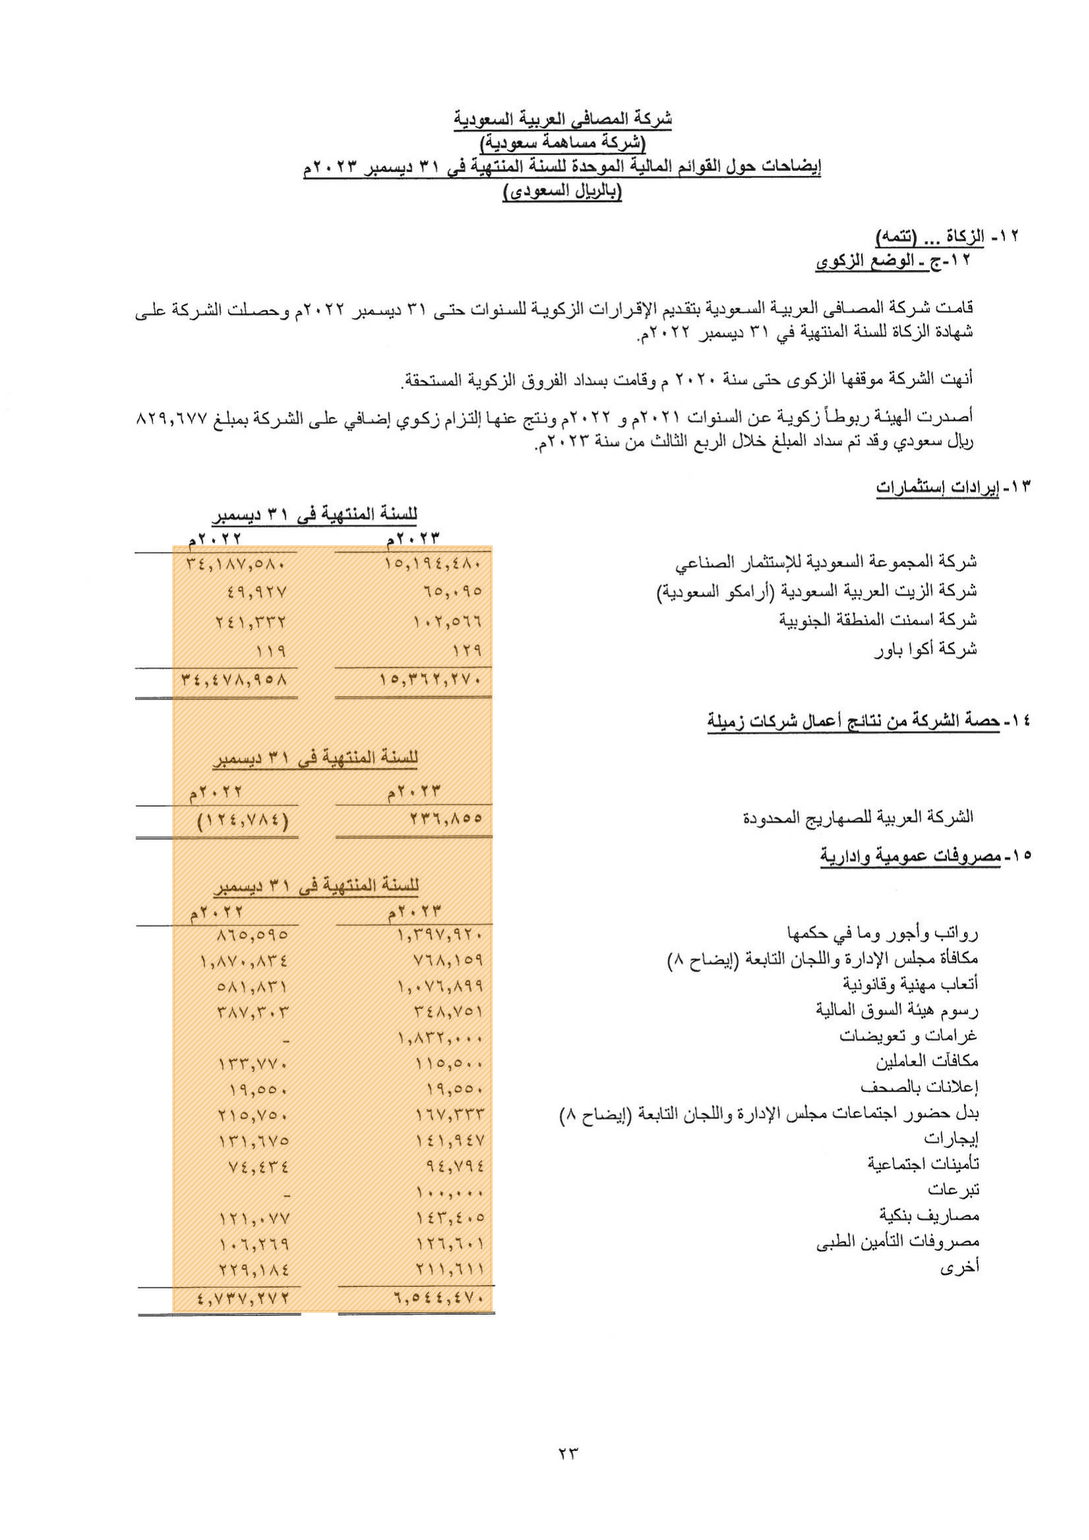 شركة المصافى العربية السعودية
(شركة مساهمة سعودية)
إيضاحات حول القوائم المالية الموحدة للسنة المنتهية فى ٣١ ديسمبر ٢٠٢٣م
(بالريال السعودى)
١٢- الزكاة ... (تتمه)
١٢-ج - الوضع الزكوى
قامت شركة المصافى العربية السعودية بتقديم الإقرارات الزكوية للسنوات حتى ٣١ ديسمبر ٢٠٢٢م وحصلت الشركة على
شهادة الزكاة للسنة المنتهية في ٣١ ديسمبر ٢٠٢٢م.
أنهت الشركة موقفها الزكوى حتى سنة ٢٠٢٠ م وقامت بسداد الفروق الزكوية المستحقة.
أصدرت الهيئة ربوطاً زكوية عن السنوات ٢٠٢١م و ٢٠٢٢م ونتج عنها إلتزام زكوي إضافي على الشركة بمبلغ ٨٢٩,٦٧٧
ريال سعودي وقد تم سداد المبلغ خلال الربع الثالث من سنة ٢٠٢٣م.
١٣- إيرادات إستثمارات
للسنة المنتهية فى ٣١ ديسمبر
٢٠٢٣م ٢٠٢٢م
شركة المجموعة السعودية للإستثمار الصناعي ١٥,١٩٤,٤٨٠ ٣٤,١٨٧,٥٨٠
شركة الزيت العربية السعودية (أرامكو السعودية) ٦٥,٠٩٥ ٤٩,٩٢٧
شركة اسمنت المنطقة الجنوبية ١٠٢,٥٦٦ ٢٤١,٣٣٢
شركة أكوا باور ١٢٩ ١١٩
١٥,٣٦٢,٢٧٠ ٣٤,٤٧٨,٩٥٨
١٤- حصة الشركة من نتائج أعمال شركات زميلة
للسنة المنتهية فى ٣١ ديسمبر
٢٠٢٣م ٢٠٢٢م
الشركة العربية للصهاريج المحدودة ٢٣٦,٨٥٥ (١٢٤,٧٨٤)
١٥- مصروفات عمومية وادارية
للسنة المنتهية فى ٣١ ديسمبر
٢٠٢٣م ٢٠٢٢م
رواتب وأجور وما في حكمها ١,٣٩٧,٩٢٠ ٨٦٥,٥٩٥
مكافأة مجلس الإدارة واللجان التابعة (إيضاح ٨) ٧٦٨,١٥٩ ١,٨٧٠,٨٣٤
أتعاب مهنية وقانونية ١,٠٧٦,٨٩٩ ٥٨١,٨٣١
رسوم هيئة السوق المالية ٣٤٨,٧٥١ ٣٨٧,٣٠٣
غرامات و تعويضات ١,٨٣٢,٠٠٠ -
مكافآت العاملين ١١٥,٥٠٠ ١٣٣,٧٧٠
إعلانات بالصحف ١٩,٥٥٠ ١٩,٥٥٠
بدل حضور اجتماعات مجلس الإدارة واللجان التابعة (إيضاح ٨) ١٦٧,٣٣٣ ٢١٥,٧٥٠
إيجارات ١٤١,٩٤٧ ١٣١,٦٧٥
تأمينات اجتماعية ٩٤,٧٩٤ ٧٤,٤٣٤
تبرعات ١٠٠,٠٠٠ -
مصاريف بنكية ١٤٣,٤٠٥ ١٢١,٠٧٧
مصروفات التأمين الطبى ١٢٦,٦٠١ ١٠٦,٢٦٩
أخرى ٢١١,٦١١ ٢٢٩,١٨٤
٦,٥٤٤,٤٧٠ ٤,٧٣٧,٢٧٢
٢٣